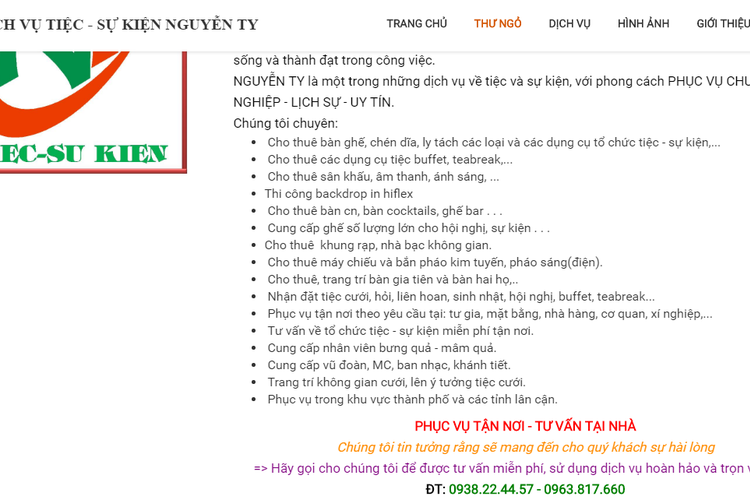 CH VỤ TIỆC - SỰ KIỆN NGUYỄN TY
TRANG CHỦ THƯ NGỎ DỊCH VỤ HÌNH ẢNH GIỚI THIỆU
sống và thành đạt trong công việc.
NGUYỄN TY là một trong những dịch vụ về tiệc và sự kiện, với phong cách PHỤC VỤ CHU
NGHIỆP - LỊCH SỰ - UY TÍN.
Chúng tôi chuyên:
EC-SU KIEN
• Cho thuê bàn ghế, chén dĩa, ly tách các loại và các dụng cụ tổ chức tiệc - sự kiện,...
• Cho thuê các dụng cụ tiệc buffet, teabreak,...
• Cho thuê sân khấu, âm thanh, ánh sáng, ...
• Thi công backdrop in hiflex
• Cho thuê bàn cn, bàn cocktails, ghế bar . . .
• Cung cấp ghế số lượng lớn cho hội nghị, sự kiện . . .
• Cho thuê khung rạp, nhà bạc không gian.
• Cho thuê máy chiếu và bắn pháo kim tuyến, pháo sáng(điện).
• Cho thuê, trang trí bàn gia tiên và bàn hai họ,..
• Nhận đặt tiệc cưới, hỏi, liên hoan, sinh nhật, hội nghị, buffet, teabreak...
• Phục vụ tận nơi theo yêu cầu tại: tư gia, mặt bằng, nhà hàng, cơ quan, xí nghiệp,...
• Tư vấn về tổ chức tiệc - sự kiện miễn phí tận nơi.
• Cung cấp nhân viên bưng quả - mâm quả.
• Cung cấp vũ đoàn, MC, ban nhạc, khánh tiết.
• Trang trí không gian cưới, lên ý tưởng tiệc cưới.
• Phục vụ trong khu vực thành phố và các tỉnh lân cận.
PHỤC VỤ TẬN NƠI - TƯ VẤN TẠI NHÀ
Chúng tôi tin tưởng rằng sẽ mang đến cho quý khách sự hài lòng
=> Hãy gọi cho chúng tôi để được tư vấn miễn phí, sử dụng dịch vụ hoàn hảo và trọn v
ĐT: 0938.22.44.57 - 0963.817.660